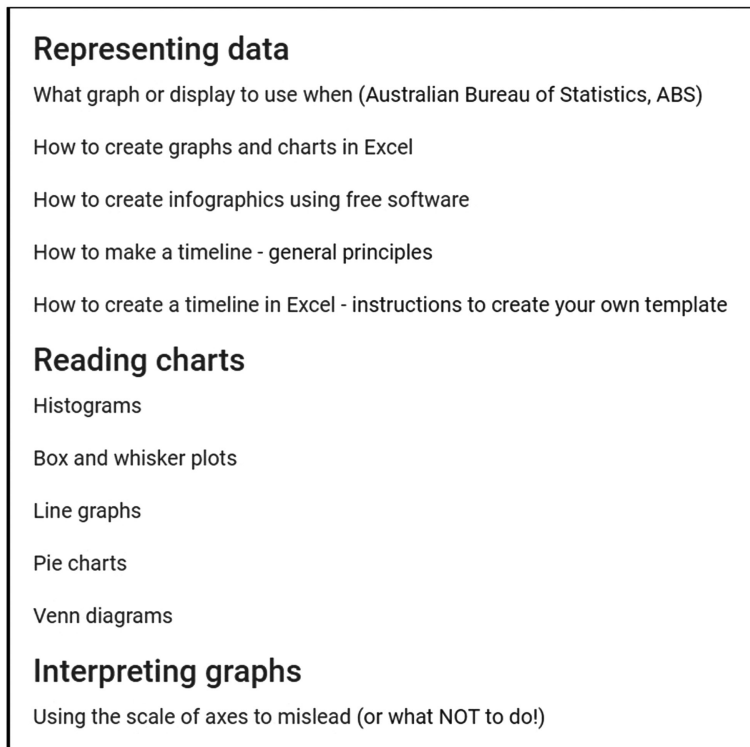 Representing data
What graph or display to use when (Australian Bureau of Statistics, ABS)
How to create graphs and charts in Excel
How to create infographics using free software
How to make a timeline - general principles
How to create a timeline in Excel - instructions to create your own template
Reading charts
Histograms
Box and whisker plots
Line graphs
Pie charts
Venn diagrams
Interpreting graphs
Using the scale of axes to mislead (or what NOT to do!)